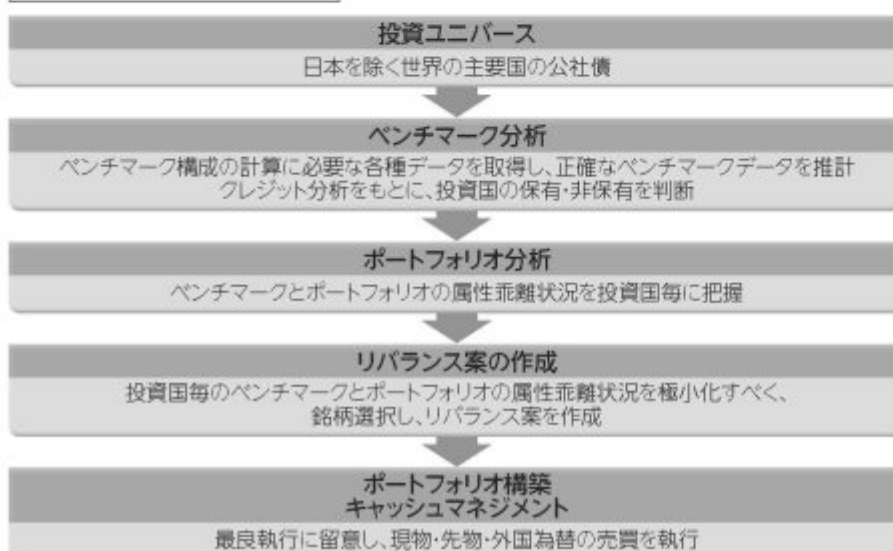 投資ユニバース
日本を除く世界の主要国の公社債
ベンチマーク分析
ベンチマーク構成の計算に必要な各種データを取得し、正確なベンチマークデータを推計
クレジット分析をもとに、投資国の保有・非保有を判断
ポートフォリオ分析
ベンチマークとポートフォリオの属性乖離状況を投資国毎に把握
リバランス案の作成
投資国毎のベンチマークとポートフォリオの属性乖離状況を極小化すべく、
銘柄選択し、リバランス案を作成
ポートフォリオ構築
キャッシュマネジメント
最良執行に留意し、現物・先物・外国為替の売買を執行